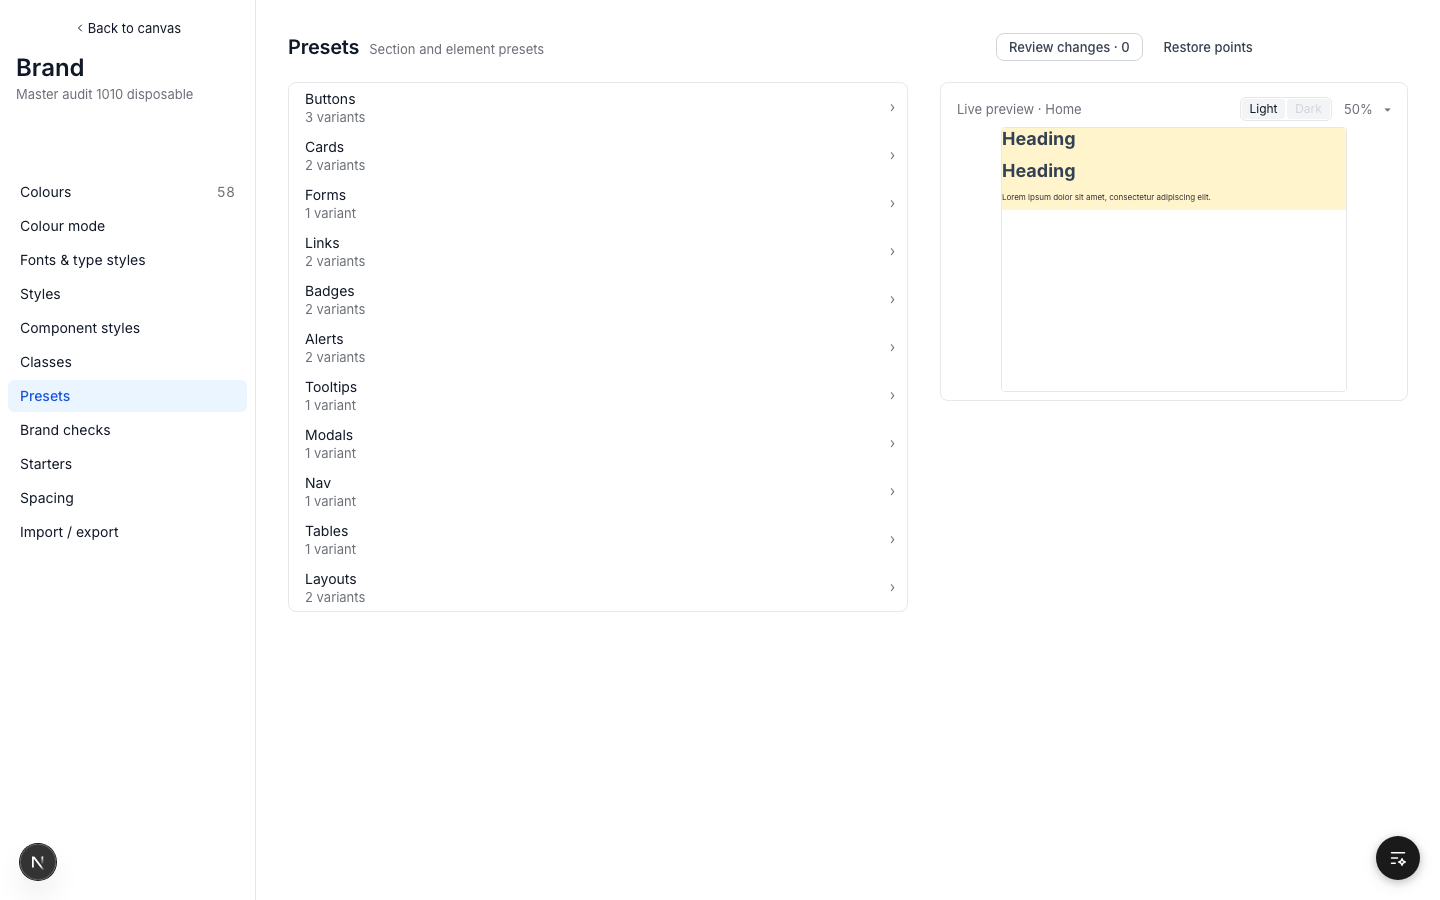 Back to canvas
Brand
Master audit 1010 disposable
Colours 58
Colour mode
Fonts & type styles
Styles
Component styles
Classes
Presets
Brand checks
Starters
Spacing
Import / export
N
Presets Section and element presets
Review changes · 0 Restore points
Buttons
3 variants
Cards
2 variants
Forms
1 variant
Links
2 variants
Badges
2 variants
Alerts
2 variants
Tooltips
1 variant
Modals
1 variant
Nav
1 variant
Tables
1 variant
Layouts
2 variants
Live preview · Home Light Dark 50%
Heading
Heading
Lorem ipsum dolor sit amet, consectetur adipiscing elit.